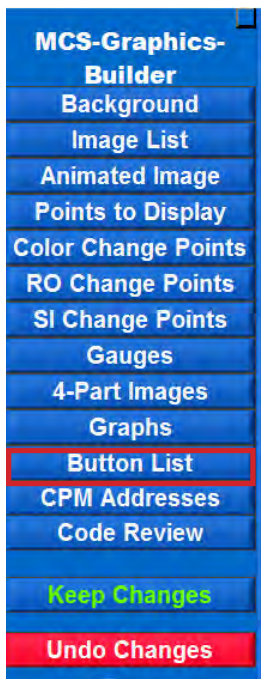 MCS-Graphics-
Builder
Background
Image List
Animated Image
Points to Display
Color Change Points
RO Change Points
SI Change Points
Gauges
4-Part Images
Graphs
Button List
CPM Addresses
Code Review
Keep Changes
Undo Changes